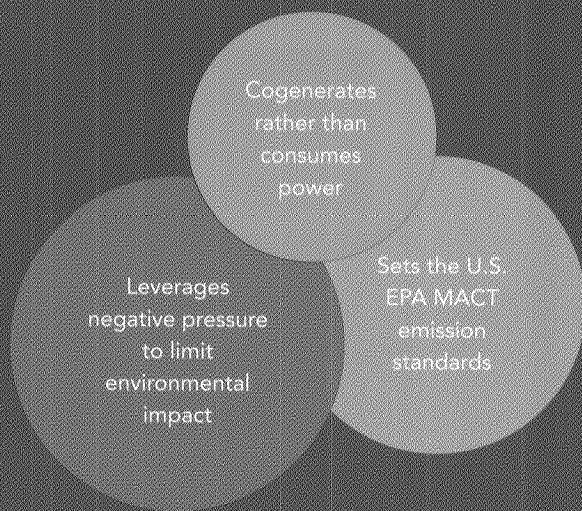 Cogenerates
rather than
consumes
power
Leverages
negative pressure
to limit
environmental
impact
Sets the U.S.
EPA MACT
emission
standards